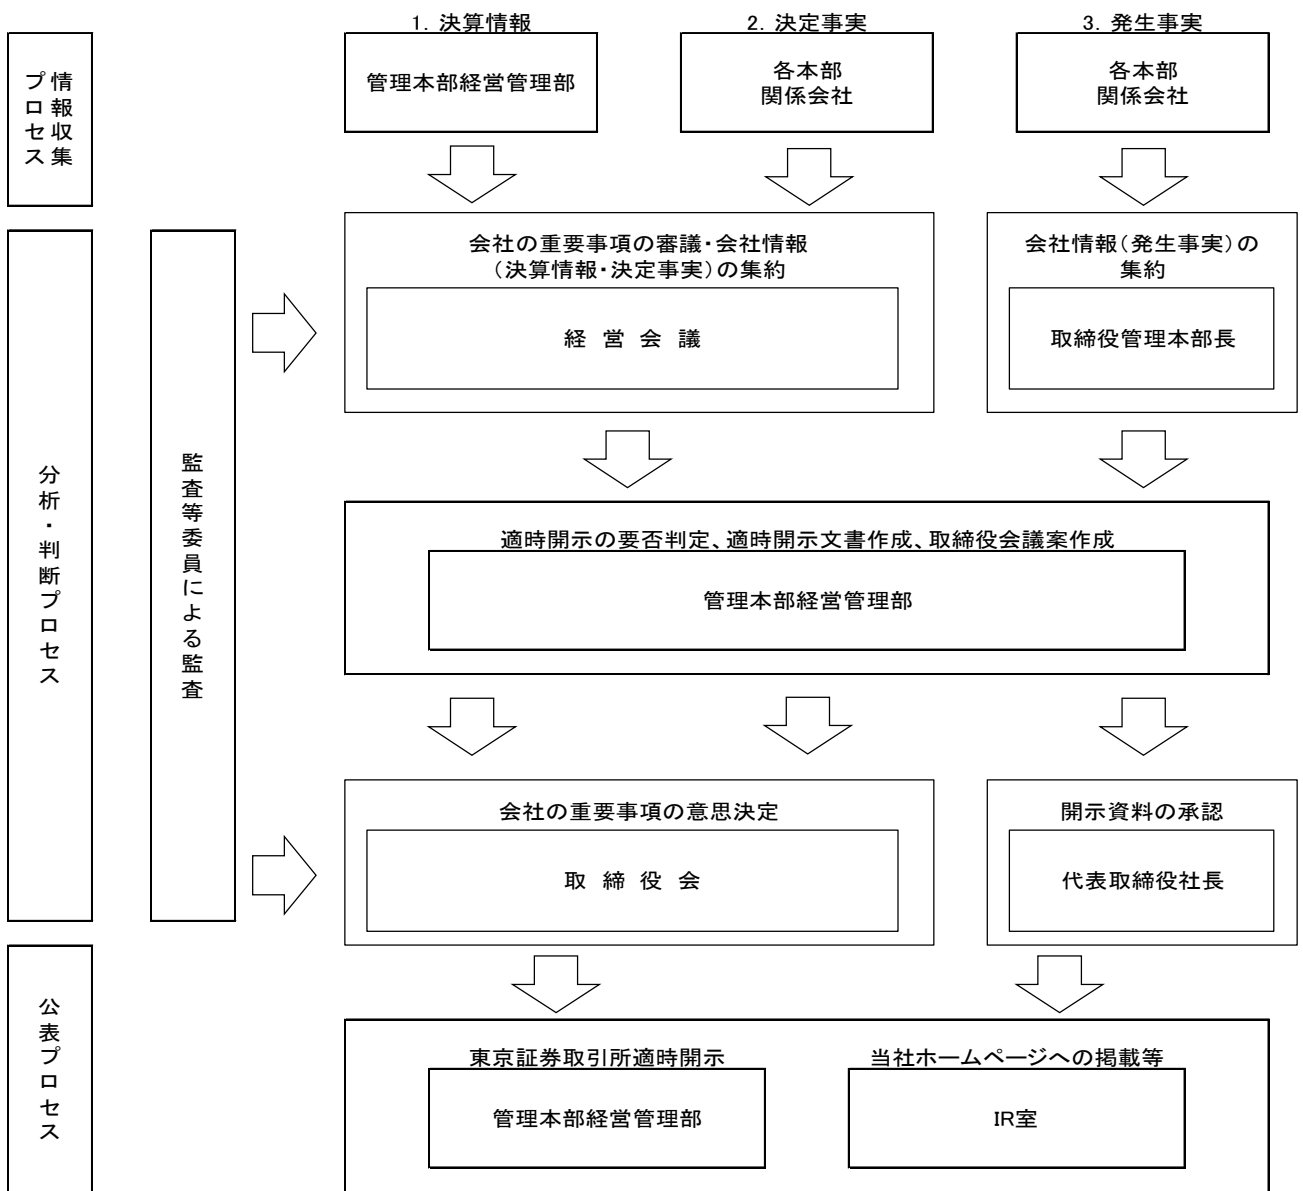 1. 決算情報
2. 決定事実
3. 発生事実
情報収集
プロセス
管理本部経営管理部
各本部
関係会社
各本部
関係会社
分析・判断プロセス
監査等委員による監査
会社の重要事項の審議・会社情報
(決算情報・決定事実)の集約
経 営 会 議
会社情報(発生事実)の
集約
取締役管理本部長
適時開示の要否判定、適時開示文書作成、取締役会議案作成
管理本部経営管理部
会社の重要事項の意思決定
取 締 役 会
開示資料の承認
代表取締役社長
公表プロセス
東京証券取引所適時開示
管理本部経営管理部
当社ホームページへの掲載等
IR室